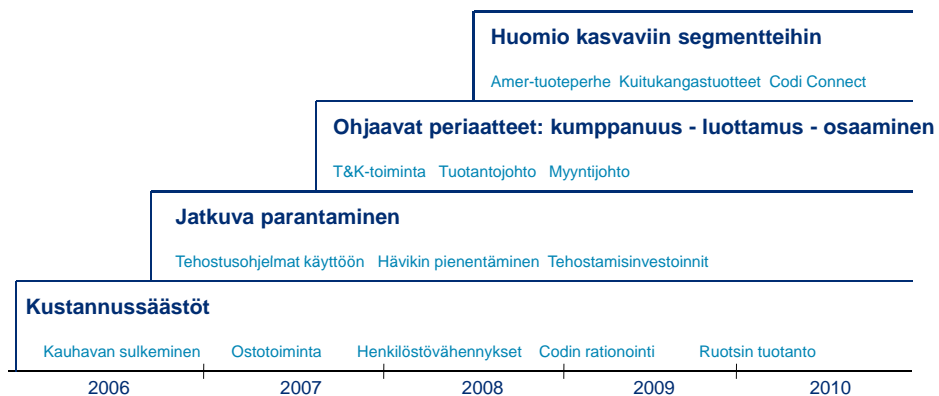 Huomio kasvaviin segmentteihin
Amer-tuoteperhe Kuitukangastuotteet Codi Connect
Ohjaavat periaatteet: kumppanuus - luottamus - osaaminen
T&K-toiminta Tuotantojohto Myyntijohto
Jatkuva parantaminen
Tehostusohjelmat käyttöön Hävikin pienentäminen Tehostamisinvestoinnit
Kustannussäästöt
Kauhavan sulkeminen Ostotoiminta Henkilöstövähennykset Codin rationointi Ruotsin tuotanto
2006 2007 2008 2009 2010